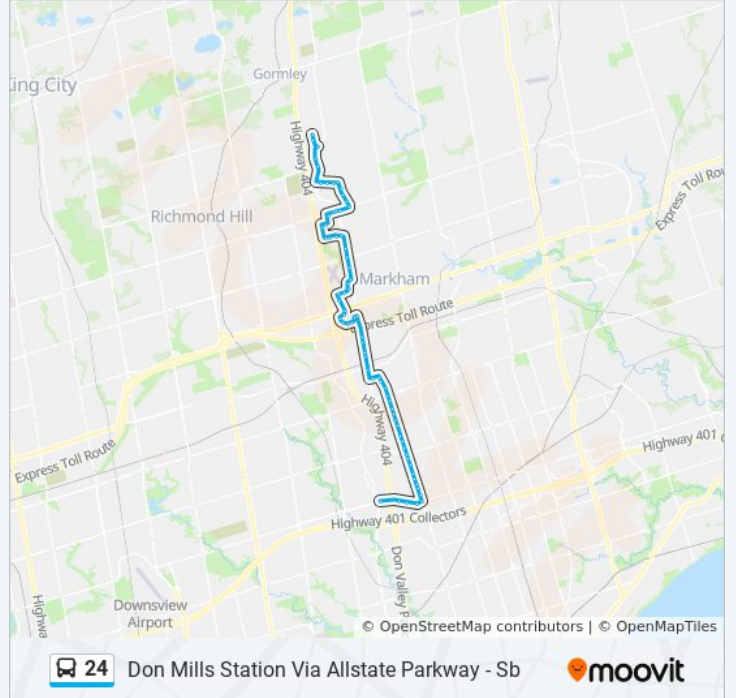 Gormley
King City
Highway 404
Richmond Hill
Express Toll Rou
Markham
Express Toll Route
Highway 404
Highway 401
Express Toll Route
Highway 401 Collectors
Don Valley P
Downsview
Airport
Highwa
© OpenStreetMap contributors | © OpenMapTiles
24 Don Mills Station Via Allstate Parkway - Sb moovit